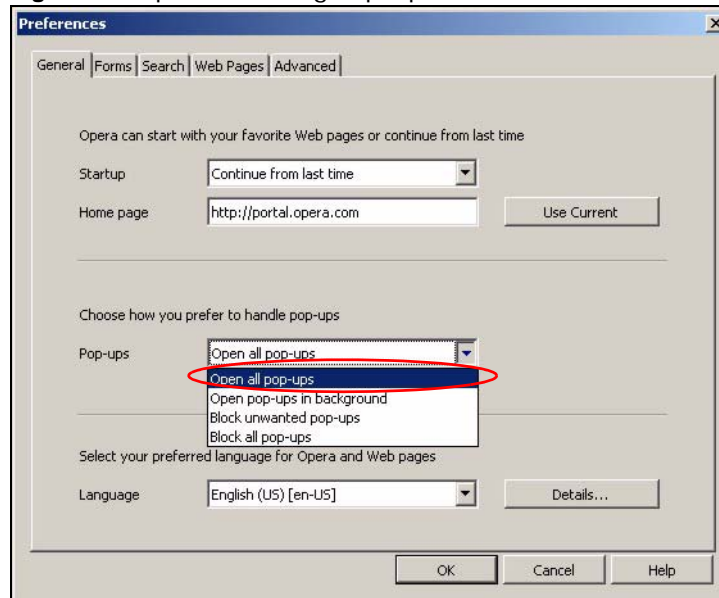 Preferences
General Forms Search Web Pages Advanced
Opera can start with your favorite Web pages or continue from last time
Startup Continue from last time
Home page http://portal.opera.com Use Current
Choose how you prefer to handle pop-ups
Pop-ups Open all pop-ups
Open all pop-ups
Open pop-ups in background
Block unwanted pop-ups
Block all pop-ups
Select your preferred language for Opera and Web pages
Language English (US) [en-US] Details...
OK Cancel Help